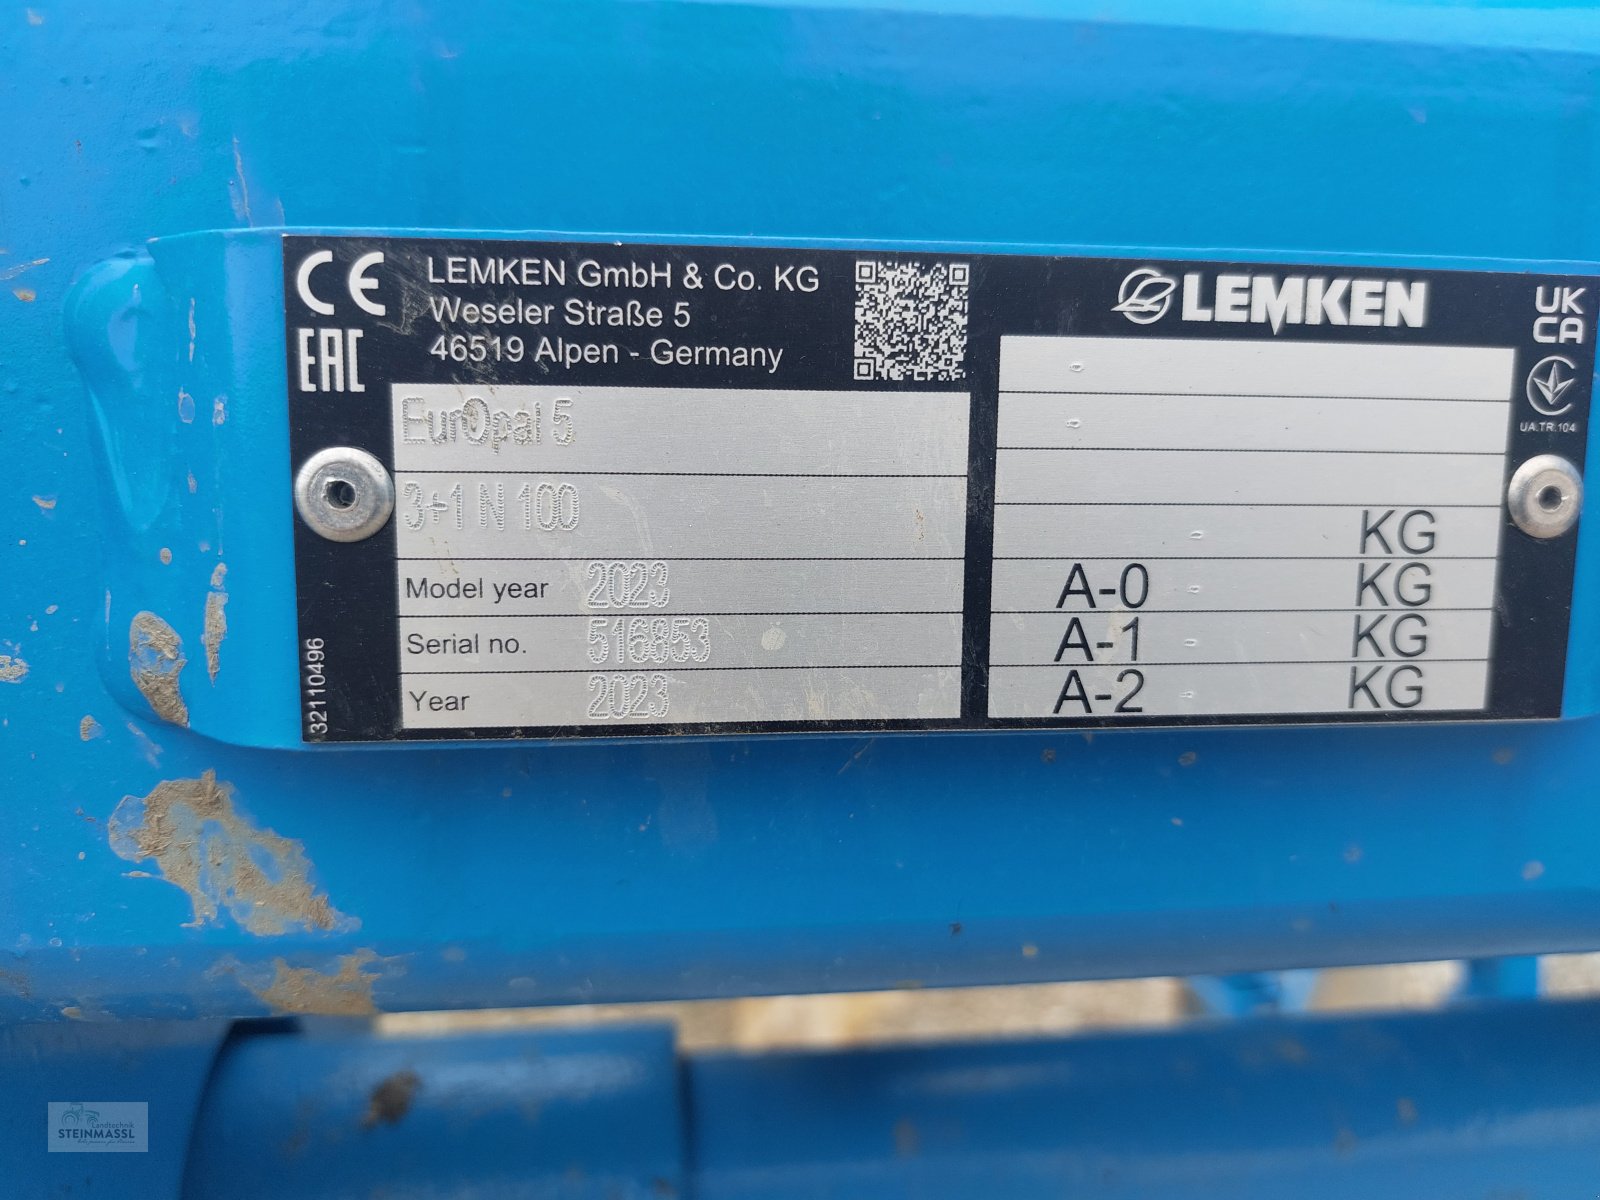 CE
EAC
LEMKEN GmbH & Co. KG
Weseler Straße 5
46519 Alpen - Germany
EurOpal 5
3+1 N 100
Model year 2023
Serial no. 516853
Year 2023
32110496
LEMKEN
-
-
- KG
A-0 - KG
A-1 - KG
A-2 - KG
UK
CA
UA.TR.104
Landtechnik
STEINMASSL